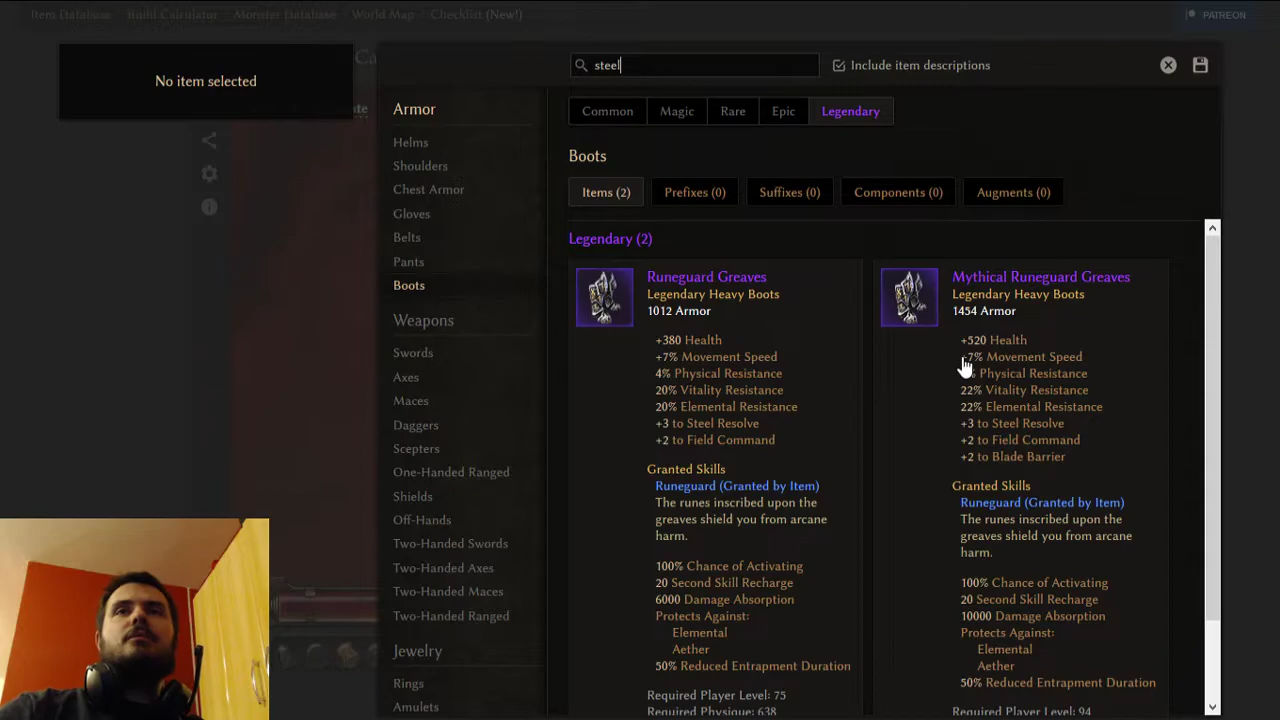 Item Database Build Calculator Monster Database World Map Checklist (New!)
PATREON
No item selected
steel
Include item descriptions
Armor
Helms
Shoulders
Chest Armor
Gloves
Belts
Pants
Boots
Weapons
Swords
Axes
Maces
Daggers
Scepters
One-Handed Ranged
Shields
Off-Hands
Two-Handed Swords
Two-Handed Axes
Two-Handed Maces
Two-Handed Ranged
Jewelry
Rings
Amulets
Common Magic Rare Epic Legendary
Boots
Items (2) Prefixes (0) Suffixes (0) Components (0) Augments (0)
Legendary (2)
Runeguard Greaves
Legendary Heavy Boots
1012 Armor
+380 Health
+7% Movement Speed
4% Physical Resistance
20% Vitality Resistance
20% Elemental Resistance
+3 to Steel Resolve
+2 to Field Command
Granted Skills
Runeguard (Granted by Item)
The runes inscribed upon the
greaves shield you from arcane
harm.
100% Chance of Activating
20 Second Skill Recharge
6000 Damage Absorption
Protects Against:
Elemental
Aether
50% Reduced Entrapment Duration
Required Player Level: 75
Required Physique: 638
Mythical Runeguard Greaves
Legendary Heavy Boots
1454 Armor
+520 Health
7% Movement Speed
Physical Resistance
22% Vitality Resistance
22% Elemental Resistance
+3 to Steel Resolve
+2 to Field Command
+2 to Blade Barrier
Granted Skills
Runeguard (Granted by Item)
The runes inscribed upon the
greaves shield you from arcane
harm.
100% Chance of Activating
20 Second Skill Recharge
10000 Damage Absorption
Protects Against:
Elemental
Aether
50% Reduced Entrapment Duration
Required Player Level: 94